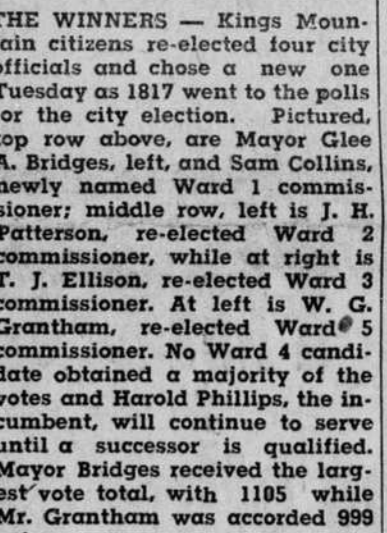 THE WINNERS — Kings Moun-
tain citizens re-elected four city
officials and chose a new one
Tuesday as 1817 went to the polls
for the city election. Pictured,
top row above, are Mayor Glee
A. Bridges, left, and Sam Collins,
newly named Ward 1 commis-
sioner; middle row, left is J. H.
Patterson, re-elected Ward 2
commissioner, while at right is
T. J. Ellison, re-elected Ward 3
commissioner. At left is W. G.
Grantham, re-elected Ward 5
commissioner. No Ward 4 candi-
date obtained a majority of the
votes and Harold Phillips, the in-
cumbent, will continue to serve
until a successor is qualified.
Mayor Bridges received the larg-
est vote total, with 1105 while
Mr. Grantham was accorded 999